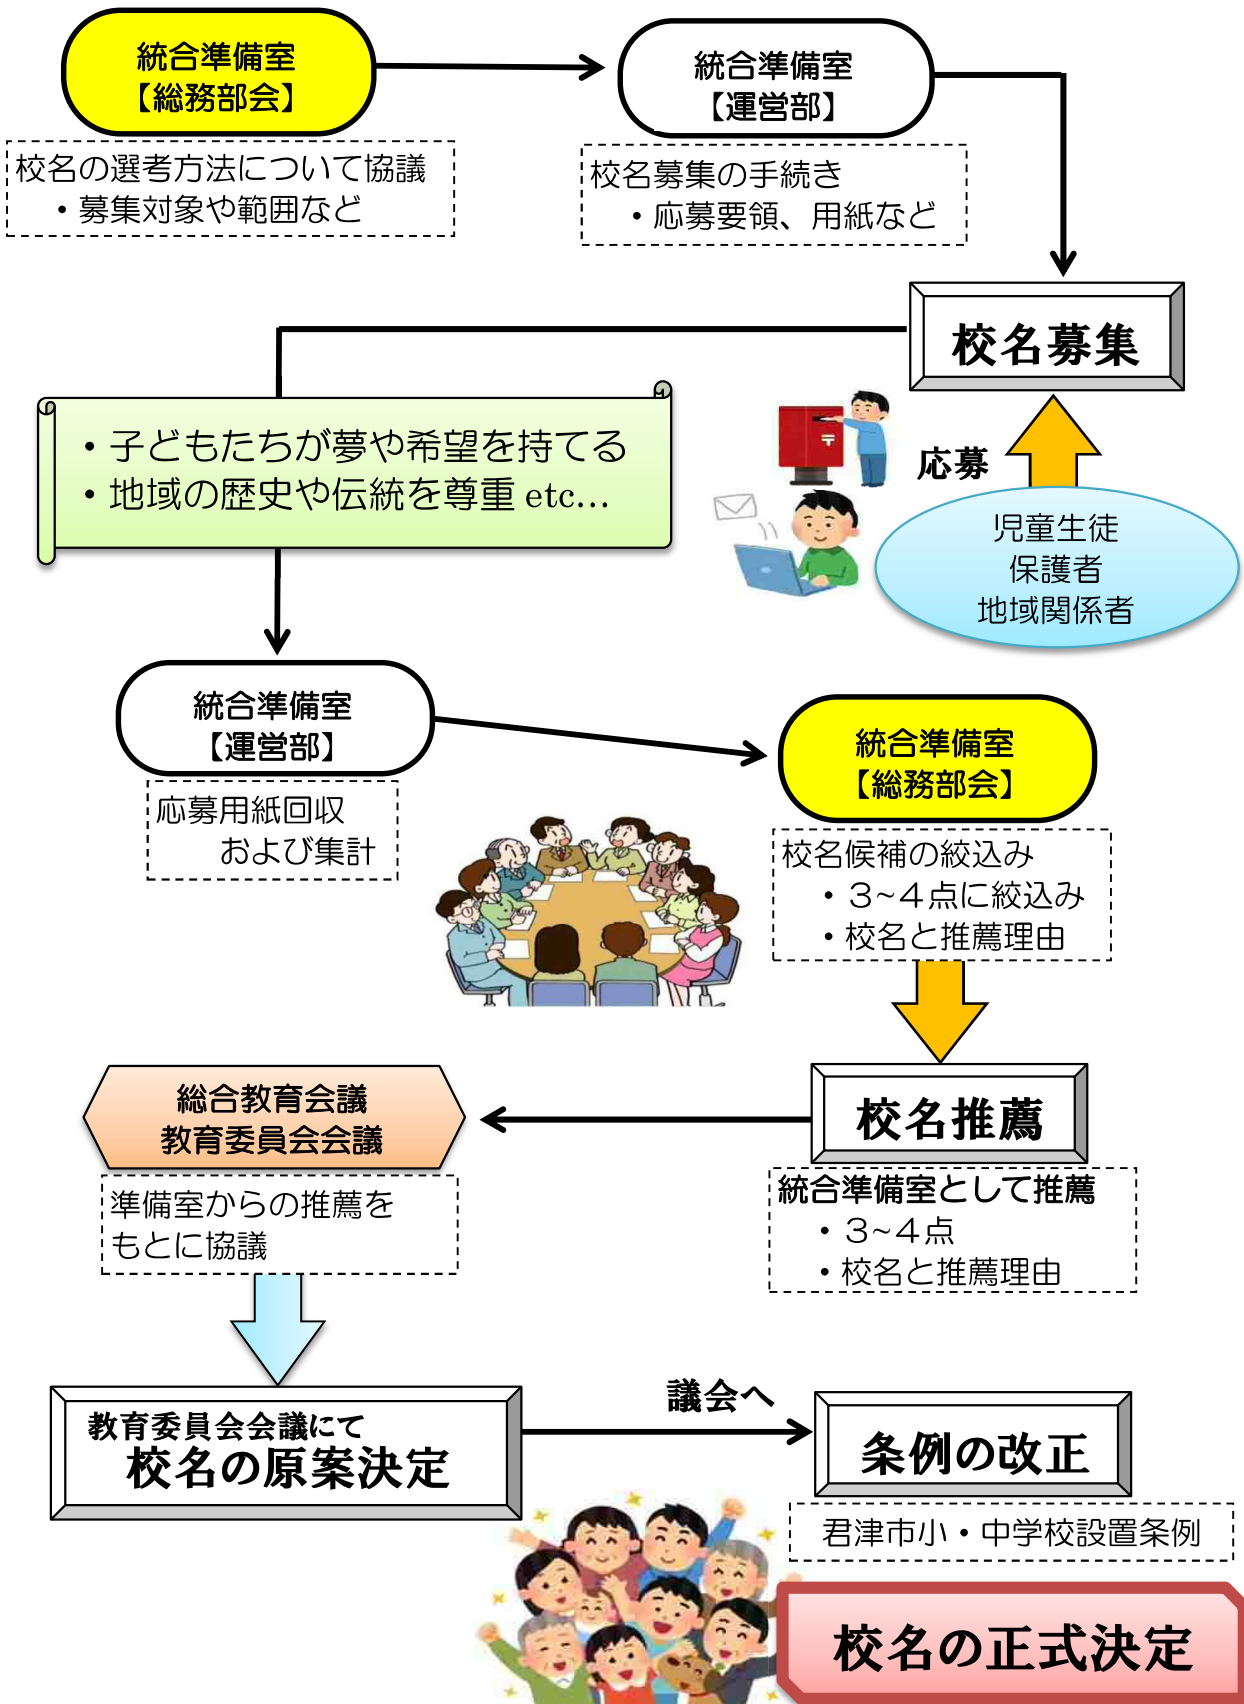 統合準備室
【総務部会】
校名の選考方法について協議
・募集対象や範囲など
統合準備室
【運営部】
校名募集の手続き
・応募要領、用紙など
校名募集
応募
児童生徒
保護者
地域関係者
・子どもたちが夢や希望を持てる
・地域の歴史や伝統を尊重 etc…
統合準備室
【運営部】
応募用紙回収
および集計
統合準備室
【総務部会】
校名候補の絞込み
・3~4点に絞込み
・校名と推薦理由
校名推薦
統合準備室として推薦
・3~4点
・校名と推薦理由
総合教育会議
教育委員会会議
準備室からの推薦を
もとに協議
教育委員会会議にて
校名の原案決定
議会へ
条例の改正
君津市小・中学校設置条例
校名の正式決定